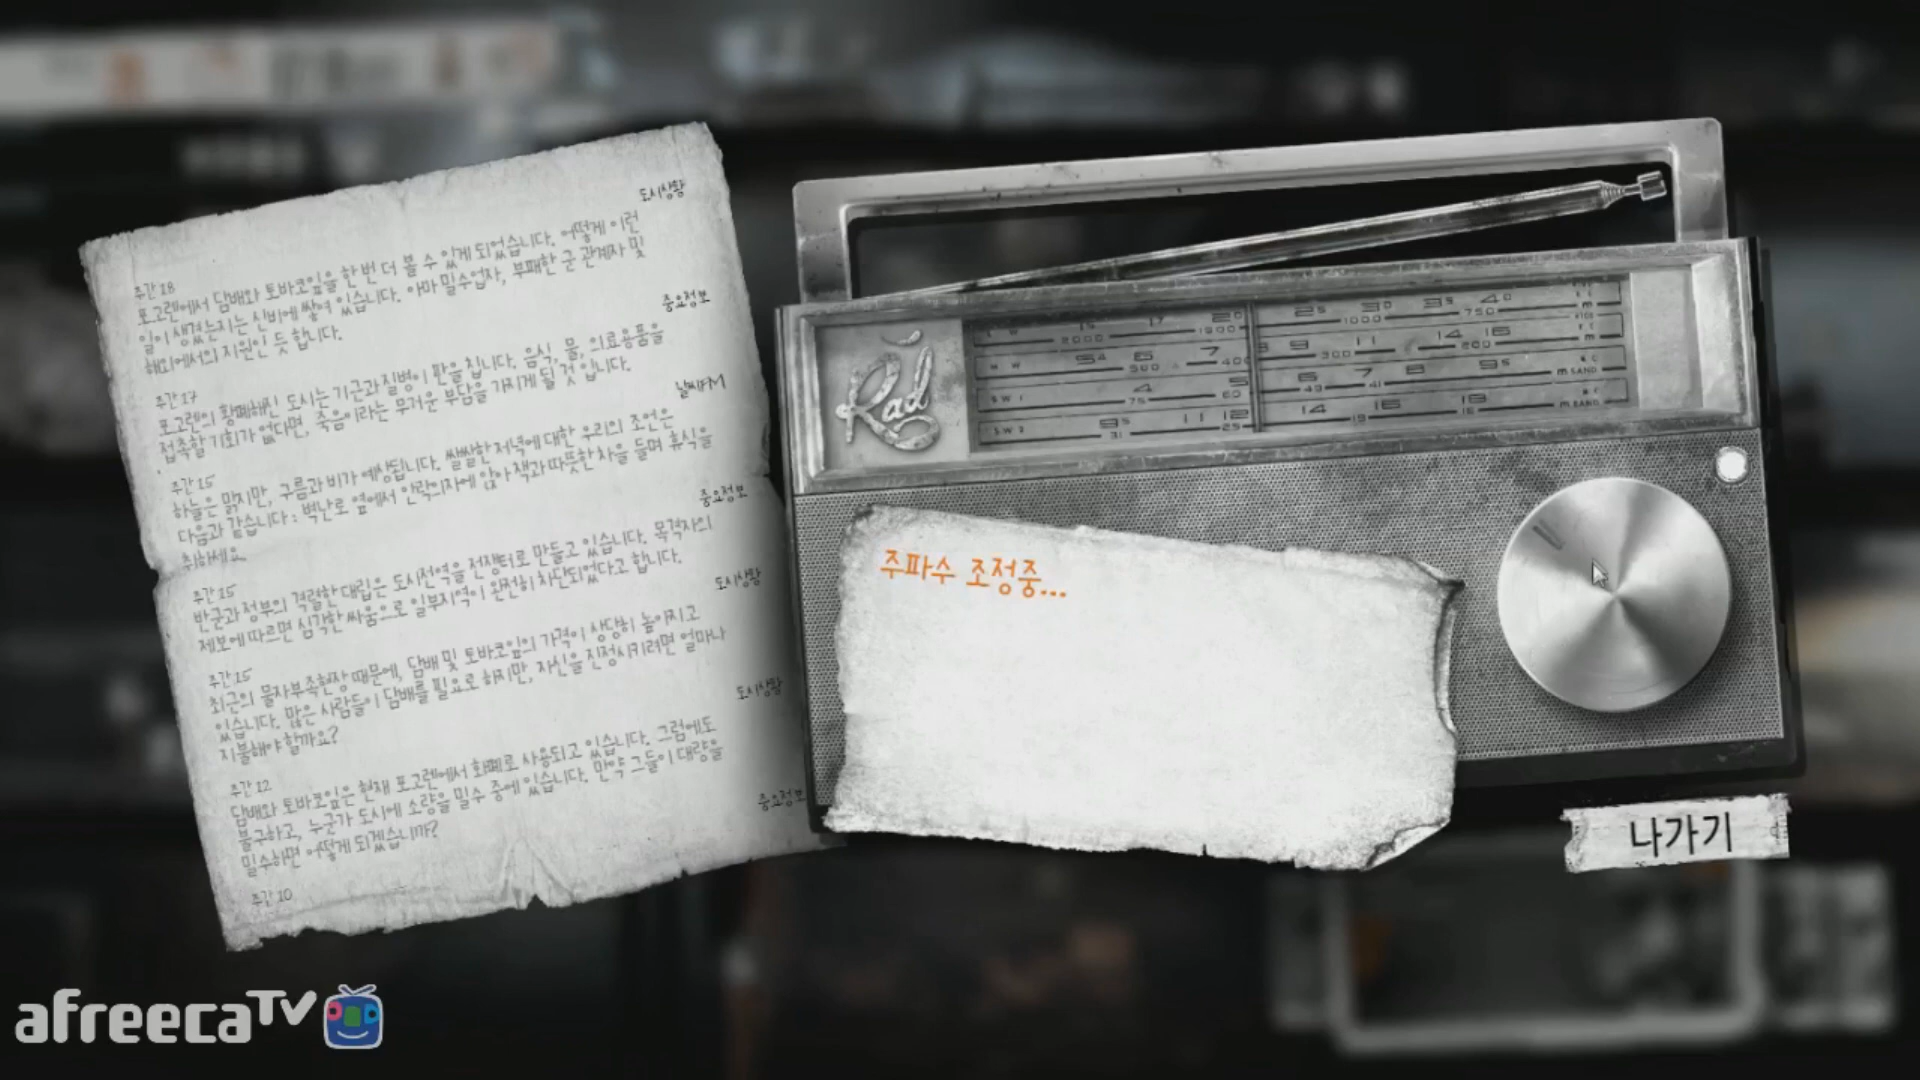 도시상황
주간 18
포고렌에서 담배와 토바코잎을 한번 더 볼 수 있게 되었습니다. 어떻게 이런
일이 생겼는지는 신비에 쌓여 있습니다. 아마 밀수업자, 부패한 군 관계자 및
해외에서의 지원인 듯 합니다.
중요정보
주간 17
포고렌의 황폐해진 도시는 기근과 질병이 판을 칩니다. 음식, 물, 의료용품을
접촉할 기회가 없다면, 죽음이라는 무거운 부담을 가지게 될 것 입니다.
날씨FM
주간 15
하늘은 맑지만, 구름과 비가 예상됩니다. 쌀쌀한 저녁에 대한 우리의 조언은
다음과 같습니다 : 벽난로 옆에서 안락의자에 앉아 책과 따뜻한 차을 들며 휴식을
취하세요.
중요정보
주간 15
반군과 정부의 격렬한 대립은 도시전역을 전쟁터로 만들고 있습니다. 목격자의
제보에 따르면 심각한 싸움으로 일부지역이 완전히 차단되었다고 합니다.
도시상황
주간 15
최근의 물자부족현장 때문에, 담배 및 토바코잎의 가격이 상당히 높아지고
있습니다. 많은 사람들이 담배를 필요로 하지만, 자신을 진정시키려면 얼마나
지불해야 할까요?
도시상황
주간 12
담배와 토바코잎은 현재 포고렌에서 화폐로 사용되고 있습니다. 그럼에도
불구하고, 누군가 도시에 소량을 밀수 중에 있습니다. 만약 그들이 대량을
밀수하면 어떻게 되겠습니까?
중요정보
주간 10
Rad
주파수 조정중...
나가기
afreecaTV